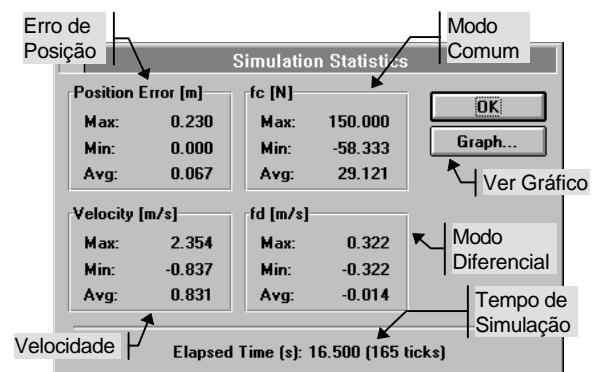 Erro de
Posição
Modo
Comum
Simulation Statistics
Position Error [m]
Max: 0.230
Min: 0.000
Avg: 0.067
fc [N]
Max: 150.000
Min: -58.333
Avg: 29.121
OK
Graph...
Ver Gráfico
Velocity [m/s]
Max: 2.354
Min: -0.837
Avg: 0.831
fd [m/s]
Max: 0.322
Min: -0.322
Avg: -0.014
Modo
Diferencial
Tempo de
Simulação
Velocidade
Elapsed Time (s): 16.500 (165 ticks)